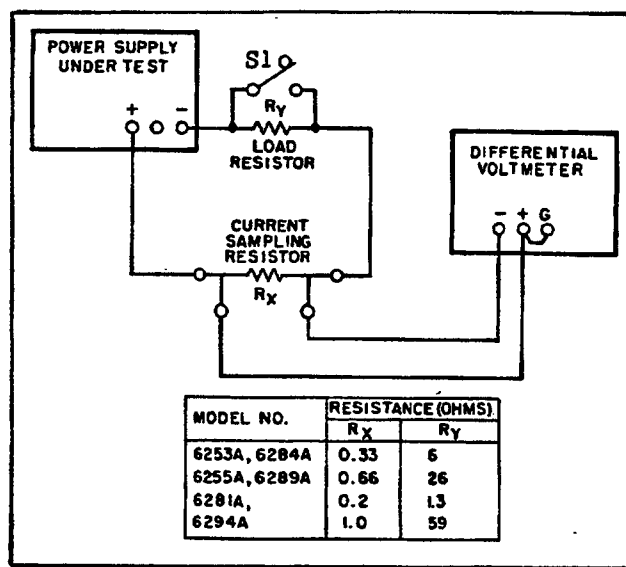 POWER SUPPLY
UNDER TEST
+ -
S1
RY
LOAD
RESISTOR
DIFFERENTIAL
VOLTMETER
- + G
CURRENT
SAMPLING
RESISTOR
RX
MODEL NO.
RESISTANCE (OHMS)
RX RY
6253A, 6284A 0.33 6
6255A, 6289A 0.66 26
6281A, 0.2 1.3
6294A 1.0 59